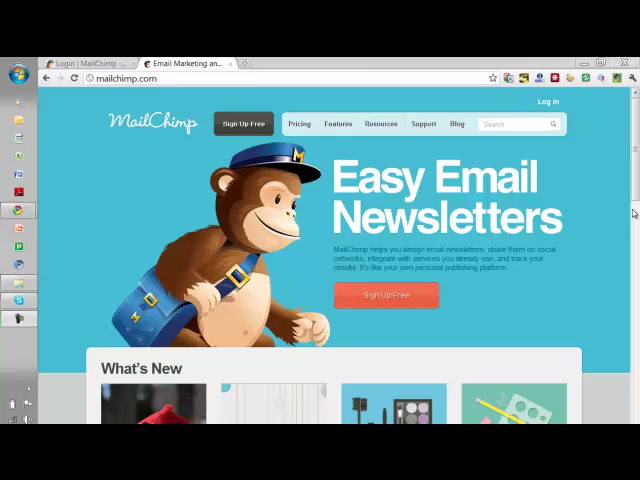 Login | MailChimp -...
Email Marketing an...
mailchimp.com
Log In
MailChimp
Sign Up Free
Pricing
Features
Resources
Support
Blog
Search
M
Easy Email
Newsletters
MailChimp helps you design email newsletters, share them on social
networks, integrate with services you already use, and track your
results. It's like your own personal publishing platform.
Sign Up Free
What's New